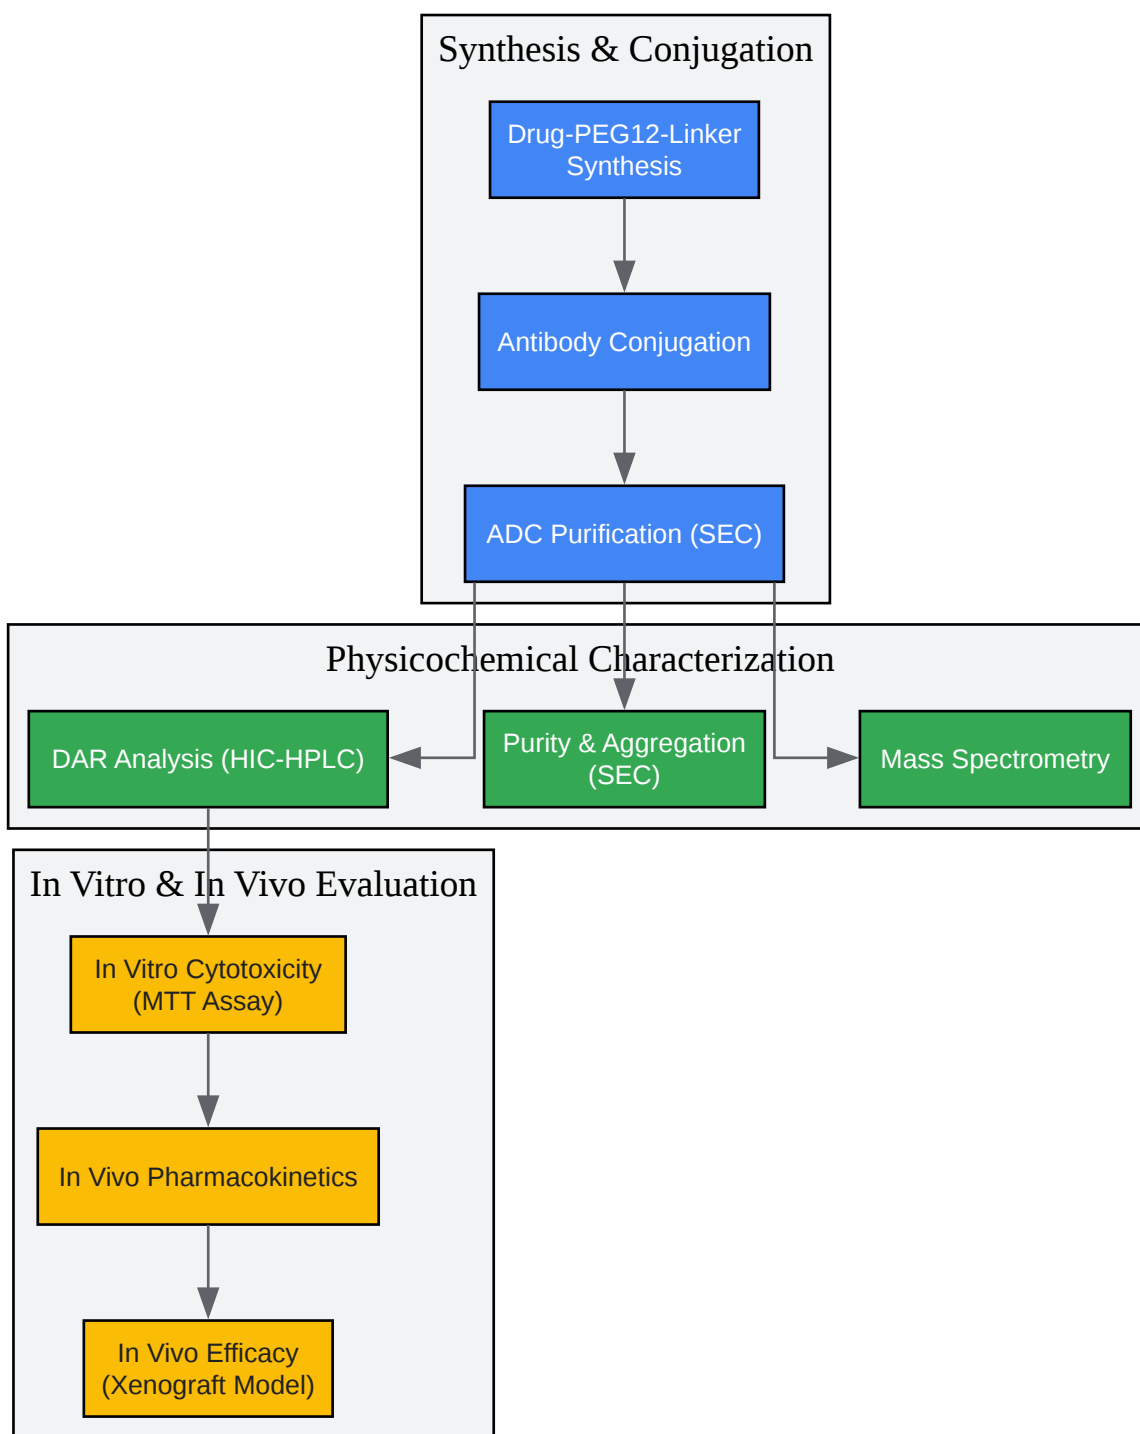 Synthesis & Conjugation
Drug-PEG12-Linker
Synthesis
Antibody Conjugation
ADC Purification (SEC)
Physicochemical Characterization
DAR Analysis (HIC-HPLC)
Purity & Aggregation
(SEC)
Mass Spectrometry
In Vitro & In Vivo Evaluation
In Vitro Cytotoxicity
(MTT Assay)
In Vivo Pharmacokinetics
In Vivo Efficacy
(Xenograft Model)